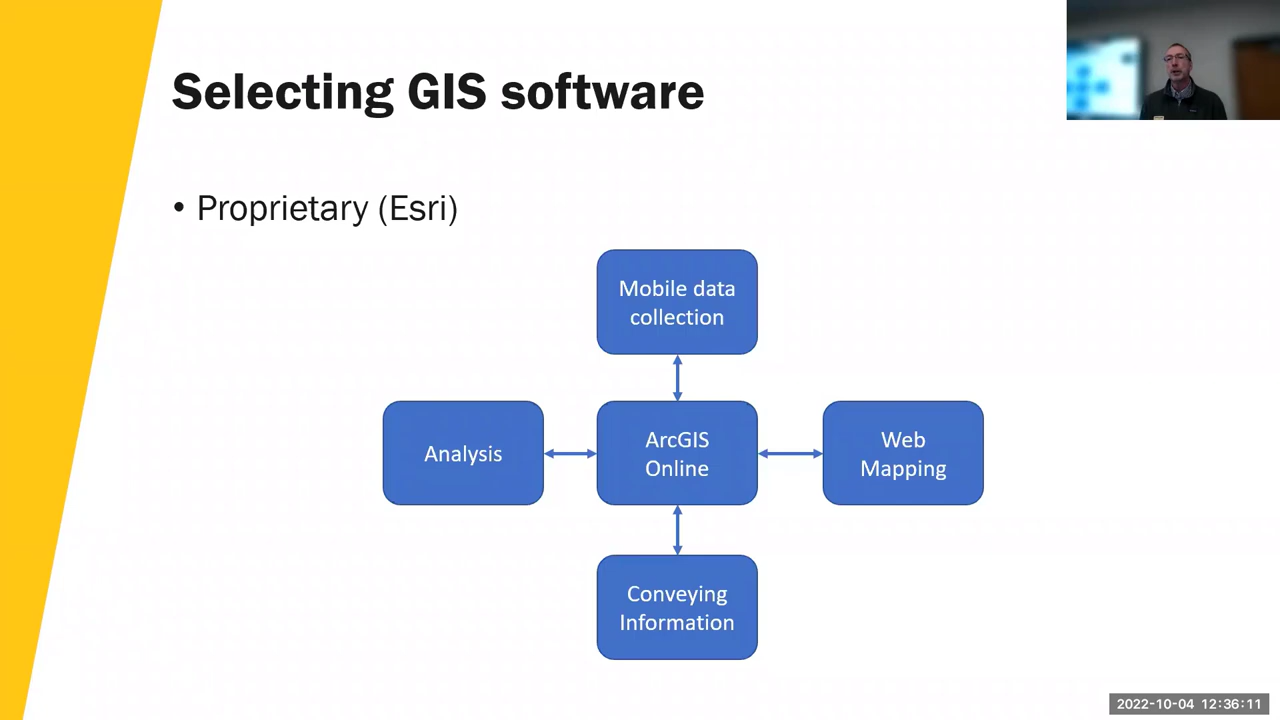 Selecting GIS software
• Proprietary (Esri)
Mobile data
collection
Analysis
ArcGIS
Online
Web
Mapping
Conveying
Information
2022-10-04 12:36:11